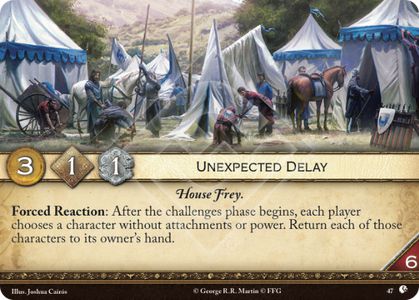 3
1
1
UNEXPECTED DELAY
House Frey.
Forced Reaction: After the challenges phase begins, each player
chooses a character without attachments or power. Return each of those
characters to its owner's hand.
6
Illus. Joshua Cairós
© George R.R. Martin © FFG
47